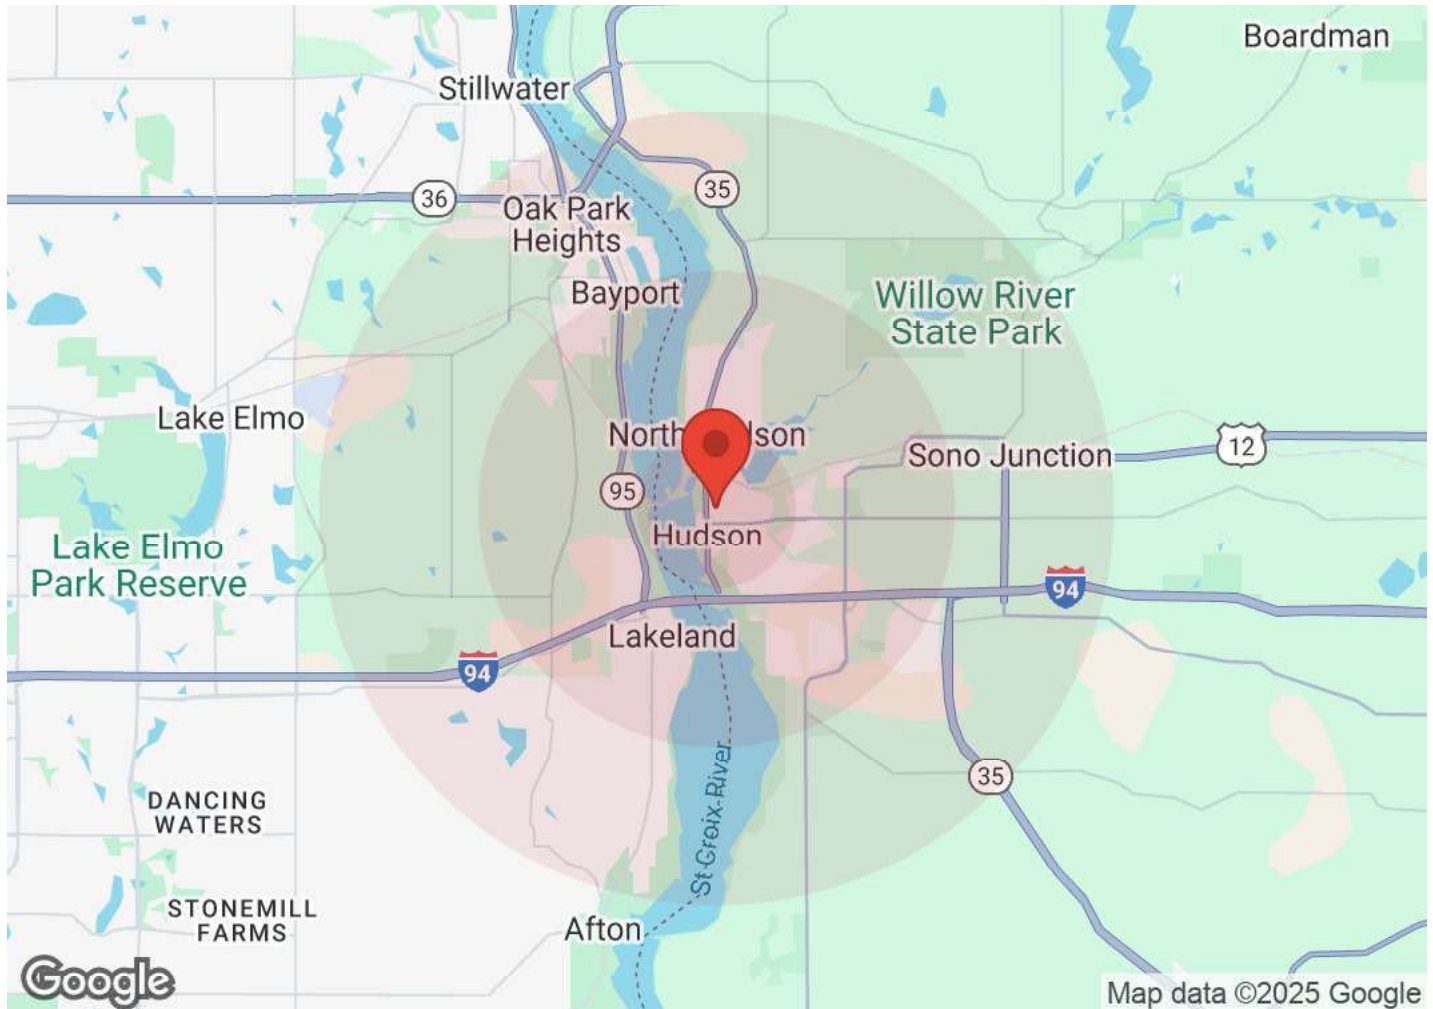 Boardman
Stillwater
36
35
Oak Park
Heights
Bayport
Willow River
State Park
Lake Elmo
North
dson
Sono Junction
12
95
Hudson
Lake Elmo
Park Reserve
94
Lakeland
94
35
St Croix River
DANCING
WATERS
STONEMILL
FARMS
Afton
Google
Map data ©2025 Google